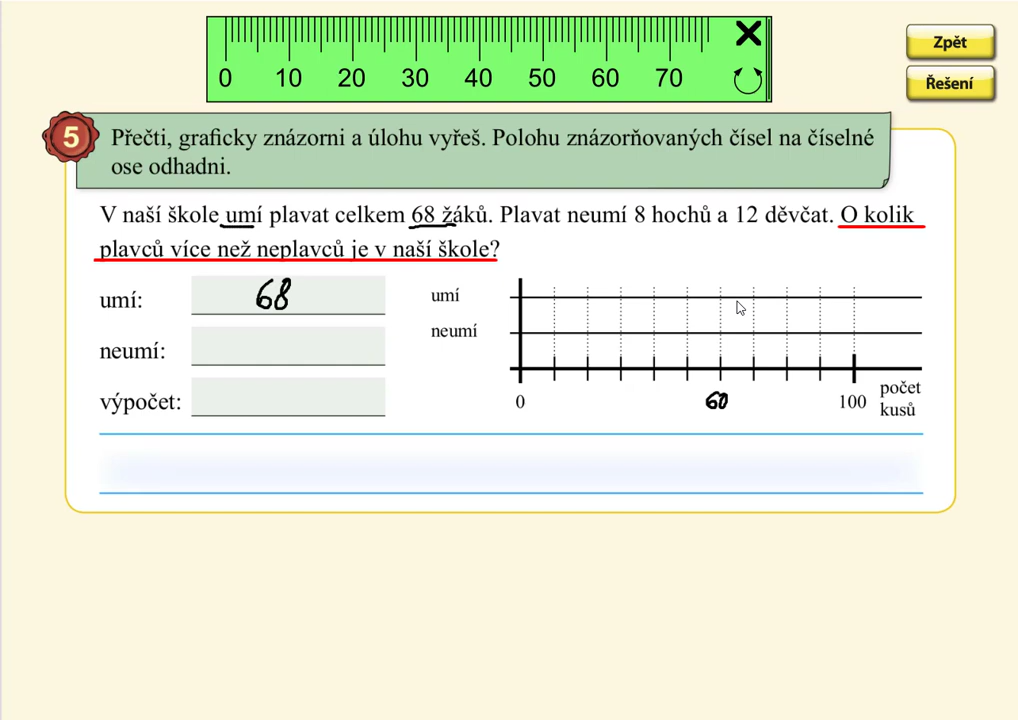 0 10 20 30 40 50 60 70
Zpět
Řešení
5
Přečti, graficky znázorni a úlohu vyřeš. Polohu znázorňovaných čísel na číselné
ose odhadni.
V naší škole umí plavat celkem 68 žáků. Plavat neumí 8 hochů a 12 děvčat. O kolik
plavců více než neplavců je v naší škole?
umí: 68
neumí:
výpočet:
umí
neumí
0 60 100
počet
kusů